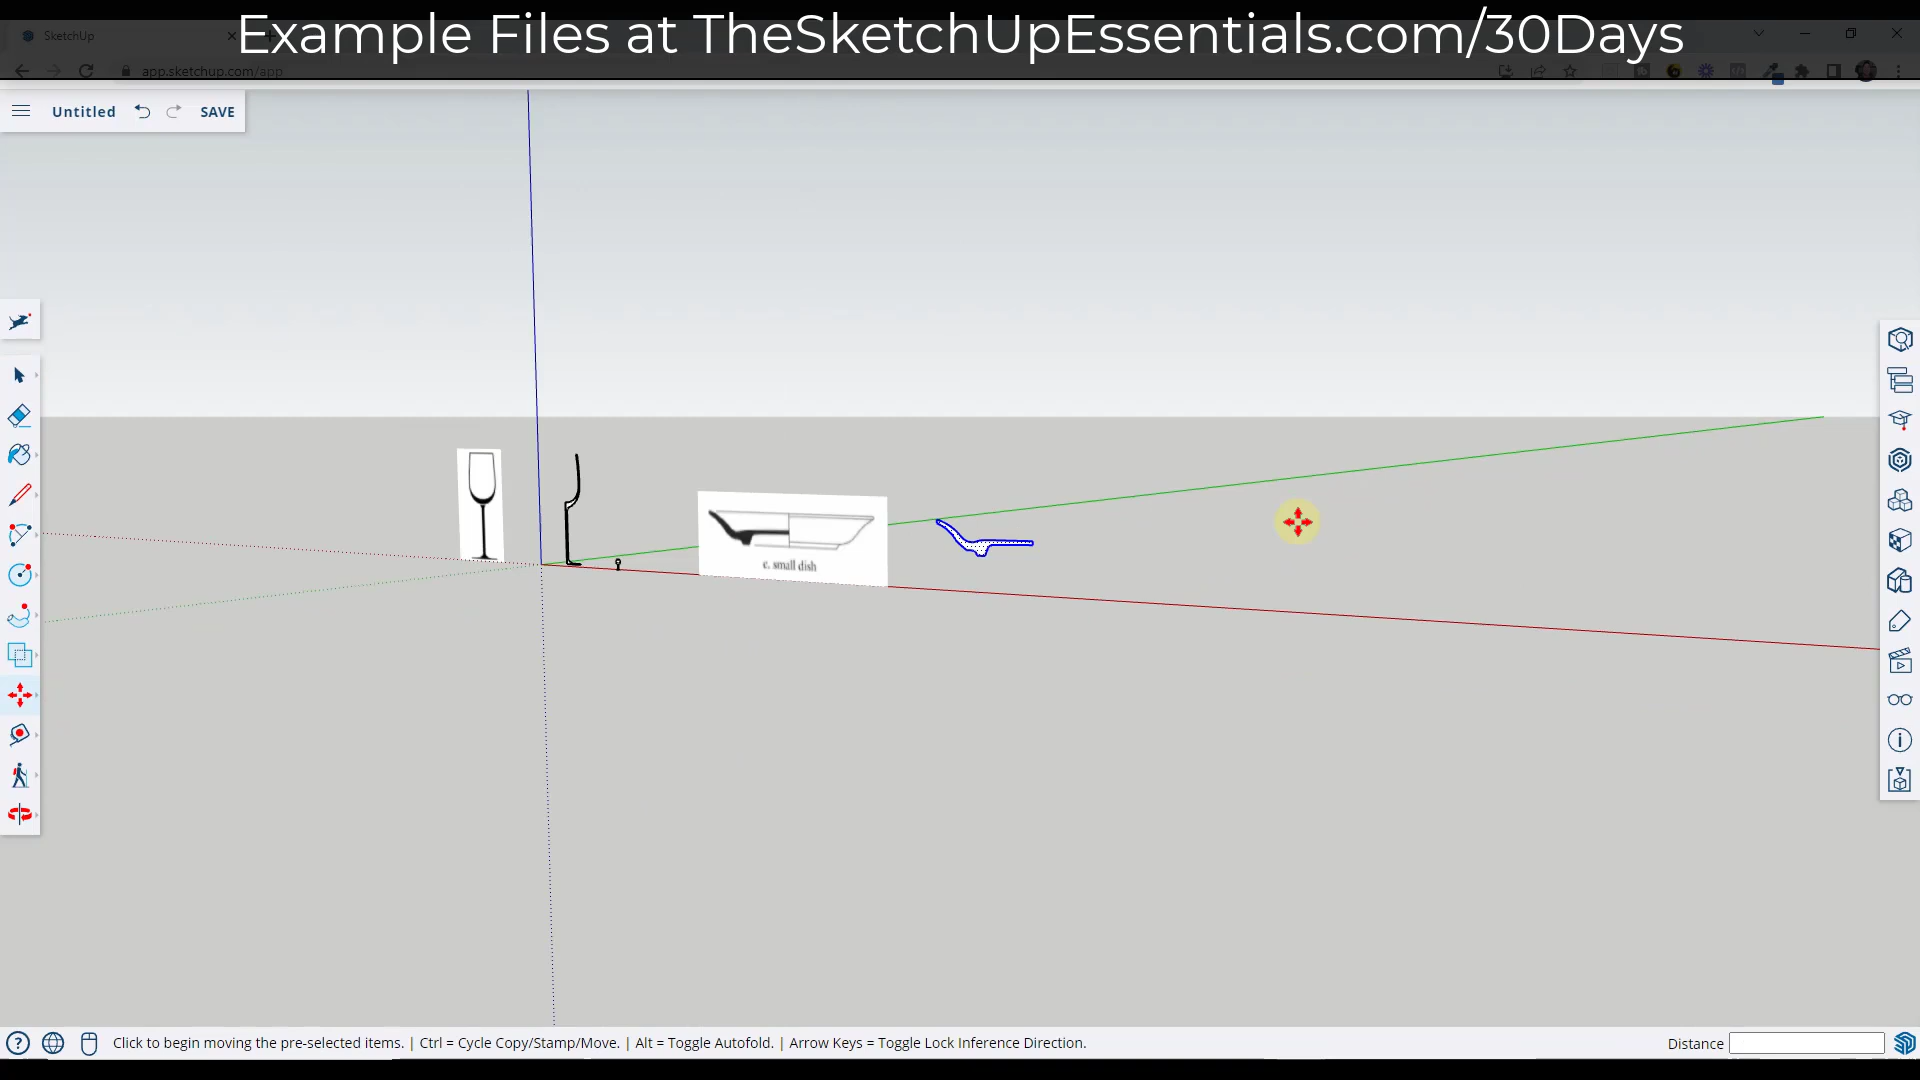 Example Files at TheSketchUpEssentials.com/30Days
SketchUp
app.sketchup.com/app
Untitled
SAVE
c. small dish
Click to begin moving the pre-selected items. | Ctrl = Cycle Copy/Stamp/Move. | Alt = Toggle Autofold. | Arrow Keys = Toggle Lock Inference Direction.
Distance